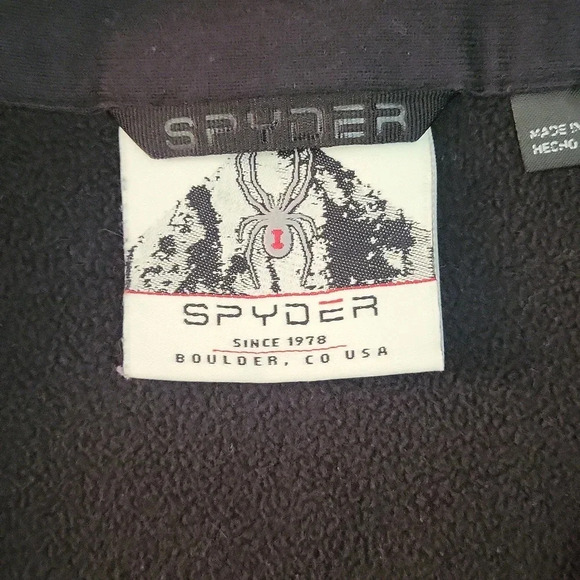 SPYDER
MADE IN
HECHO
SPYDER
SINCE 1978
BOULDER, CO USA